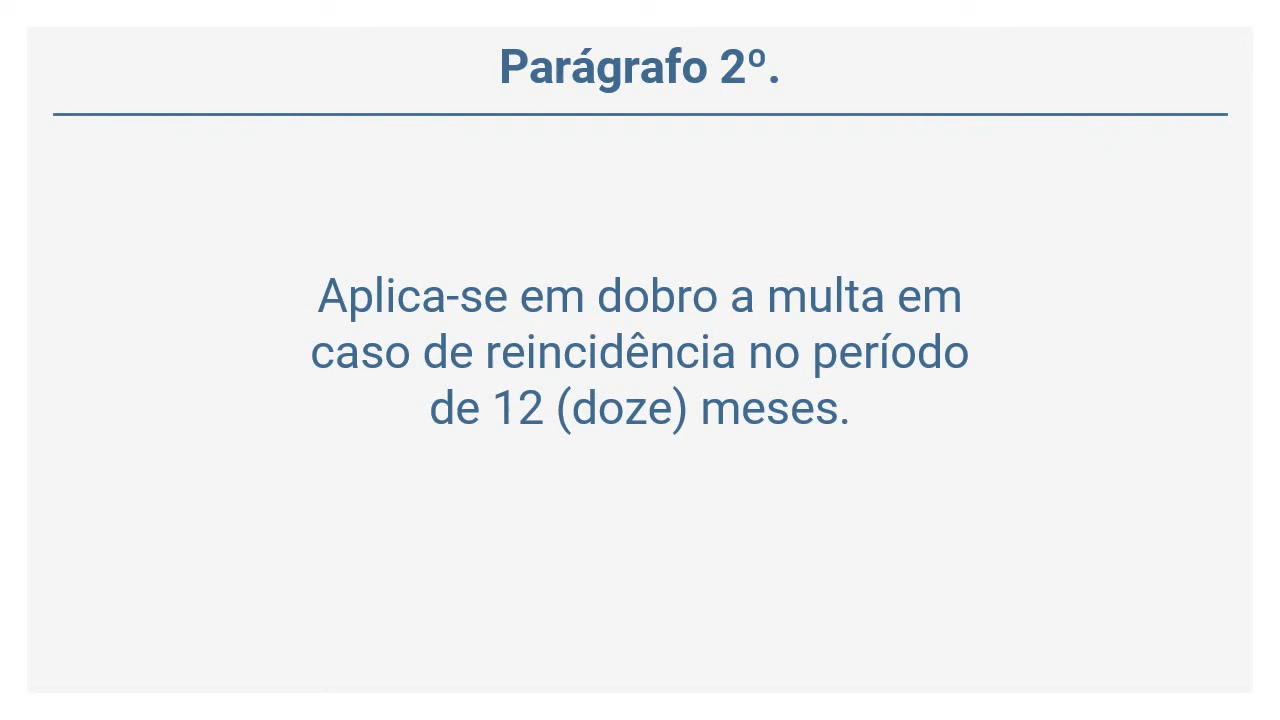 Parágrafo 2º.
Aplica-se em dobro a multa em
caso de reincidência no período
de 12 (doze) meses.